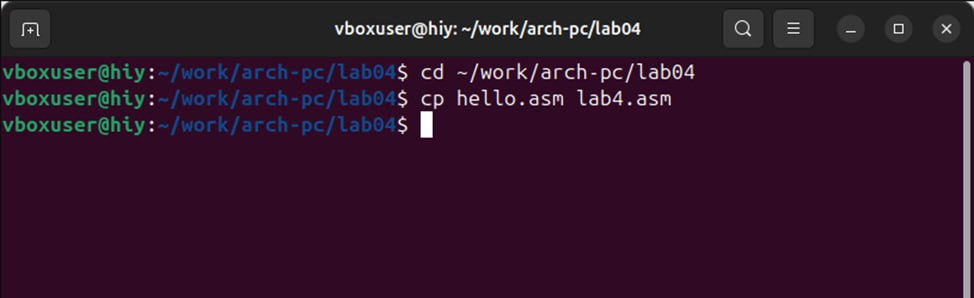 vboxuser@hiy: ~/work/arch-pc/lab04
vboxuser@hiy:~/work/arch-pc/lab04$ cd ~/work/arch-pc/lab04
vboxuser@hiy:~/work/arch-pc/lab04$ cp hello.asm lab4.asm
vboxuser@hiy:~/work/arch-pc/lab04$